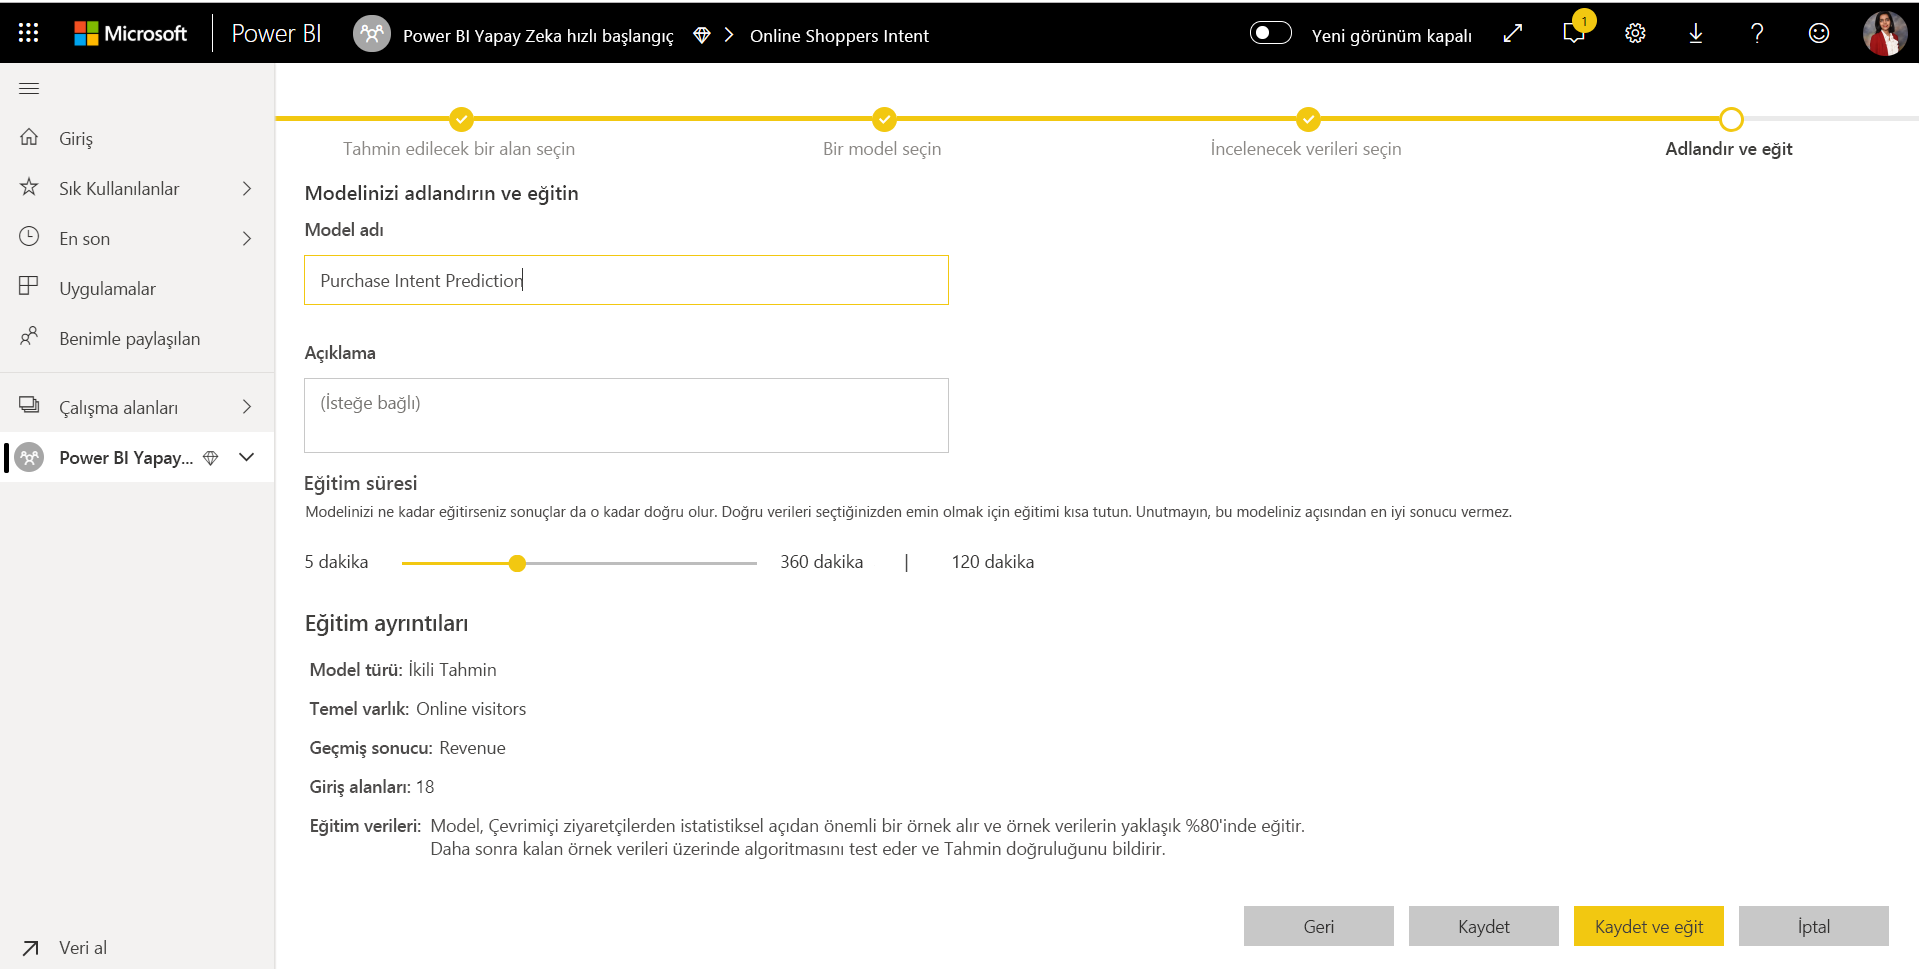 Microsoft Power BI Power BI Yapay Zeka hızlı başlangıç Online Shoppers Intent Yeni görünüm kapalı 1
Giriş
Sık Kullanılanlar
En son
Uygulamalar
Benimle paylaşılan
Çalışma alanları
Power BI Yapay...
Veri al
Tahmin edilecek bir alan seçin
Bir model seçin
İncelenecek verileri seçin
Adlandır ve eğit
Modelinizi adlandırın ve eğitin
Model adı
Purchase Intent Prediction
Açıklama
(İsteğe bağlı)
Eğitim süresi
Modelinizi ne kadar eğitirseniz sonuçlar da o kadar doğru olur. Doğru verileri seçtiğinizden emin olmak için eğitimi kısa tutun. Unutmayın, bu modeliniz açısından en iyi sonucu vermez.
5 dakika 360 dakika | 120 dakika
Eğitim ayrıntıları
Model türü: İkili Tahmin
Temel varlık: Online visitors
Geçmiş sonucu: Revenue
Giriş alanları: 18
Eğitim verileri: Model, Çevrimiçi ziyaretçilerden istatistiksel açıdan önemli bir örnek alır ve örnek verilerin yaklaşık %80'inde eğitir.
Daha sonra kalan örnek verileri üzerinde algoritmasını test eder ve Tahmin doğruluğunu bildirir.
Geri
Kaydet
Kaydet ve eğit
İptal